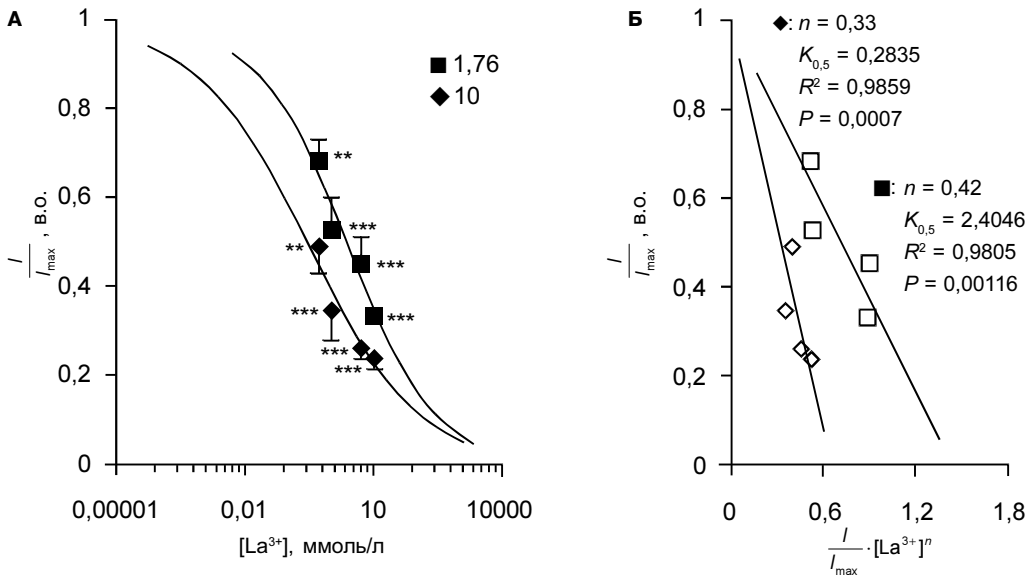 А
1
0,8
0,6
0,4
0,2
0
I
I max , в.о.
■ 1,76
◆ 10
**
***
***
***
**
***
***
***
0,00001
0,01
10
10000
[La³⁺], ммоль/л
Б
1
0,8
0,6
0,4
0,2
0
I
I max , в.о.
◆: n = 0,33
K0,5 = 0,2835
R² = 0,9859
P = 0,0007
■: n = 0,42
K0,5 = 2,4046
R² = 0,9805
P = 0,00116
0
0,6
1,2
1,8
I
I max ·[La³⁺]ⁿ